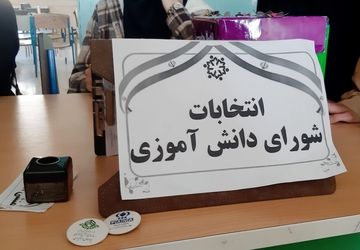 انتخابات
شورای دانش آموزی